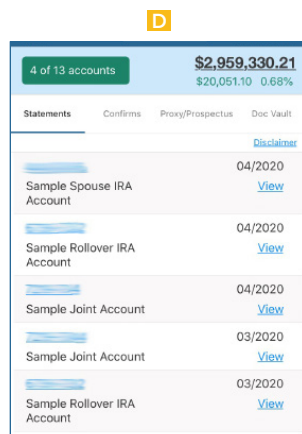 D
4 of 13 accounts
$2,959,330.21
$20,051.10 0.68%
Statements Confirms Proxy/Prospectus Doc Vault
Disclaimer
04/2020
Sample Spouse IRA View
Account
04/2020
Sample Rollover IRA View
Account
04/2020
Sample Joint Account View
03/2020
Sample Joint Account View
03/2020
Sample Rollover IRA View
Account